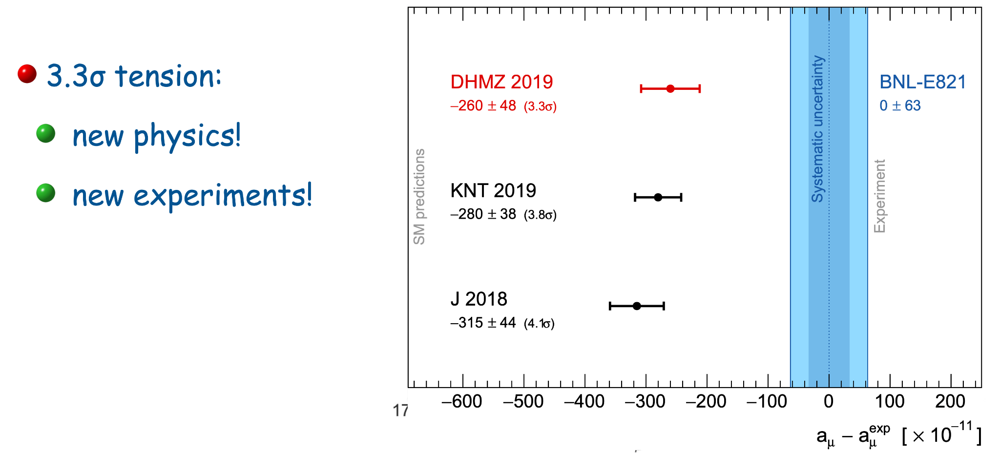 3.3σ tension:
new physics!
new experiments!
SM predictions
DHMZ 2019
–260 ± 48 (3.3σ)
KNT 2019
–280 ± 38 (3.8σ)
J 2018
–315 ± 44 (4.1σ)
Systematic uncertainty
BNL-E821
0 ± 63
Experiment
–600 –500 –400 –300 –200 –100 0 100 200
17
aμ – aμ^exp [ × 10^–11 ]